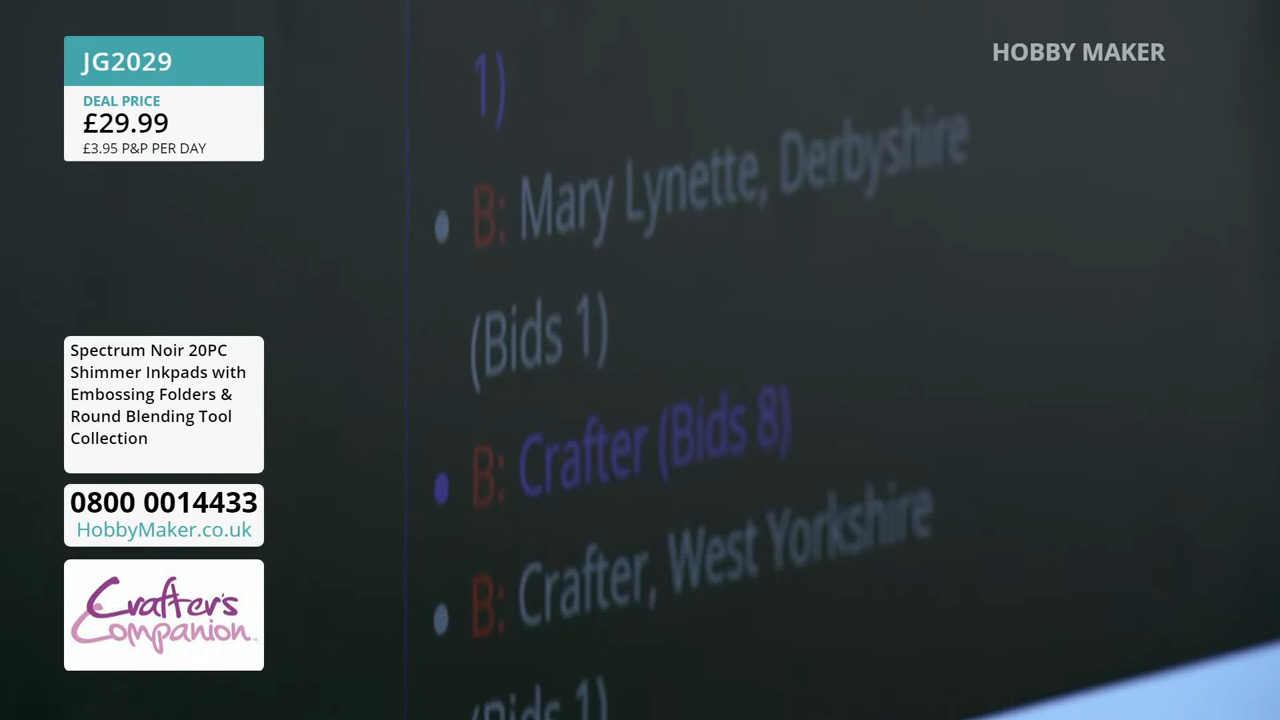 JG2029
DEAL PRICE
£29.99
£3.95 P&P PER DAY
HOBBY MAKER
1)
B: Mary Lynette, Derbyshire
(Bids 1)
B: Crafter (Bids 8)
B: Crafter, West Yorkshire
(Bids 1)
Spectrum Noir 20PC
Shimmer Inkpads with
Embossing Folders &
Round Blending Tool
Collection
0800 0014433
HobbyMaker.co.uk
Crafter's
Companion